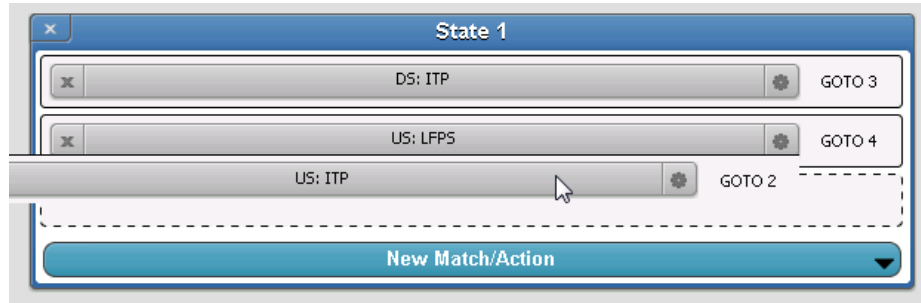 State 1
DS: ITP GOTO 3
US: LFPS GOTO 4
US: ITP GOTO 2
New Match/Action